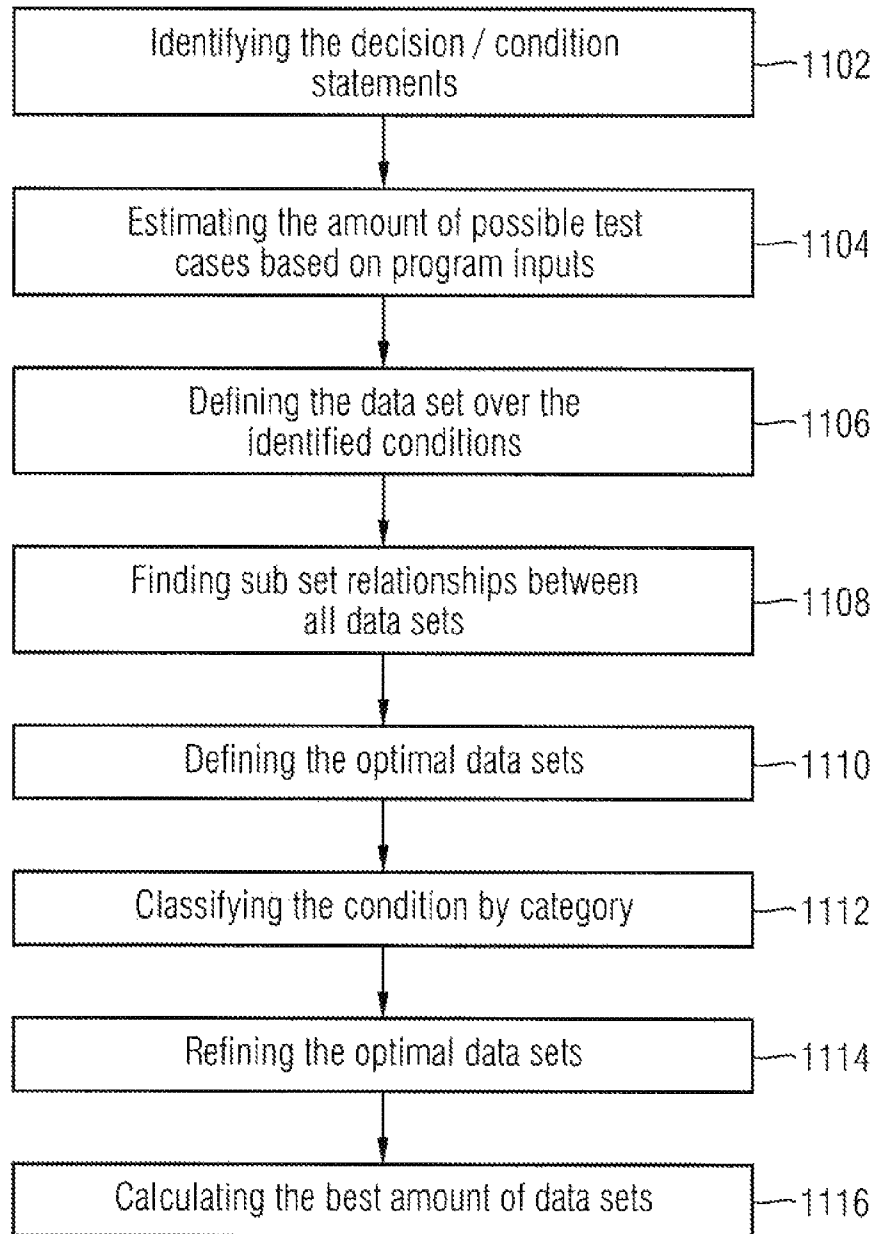 Identifying the decision / condition
statements
1102
Estimating the amount of possible test
cases based on program inputs
1104
Defining the data set over the
identified conditions
1106
Finding sub set relationships between
all data sets
1108
Defining the optimal data sets
1110
Classifying the condition by category
1112
Refining the optimal data sets
1114
Calculating the best amount of data sets
1116